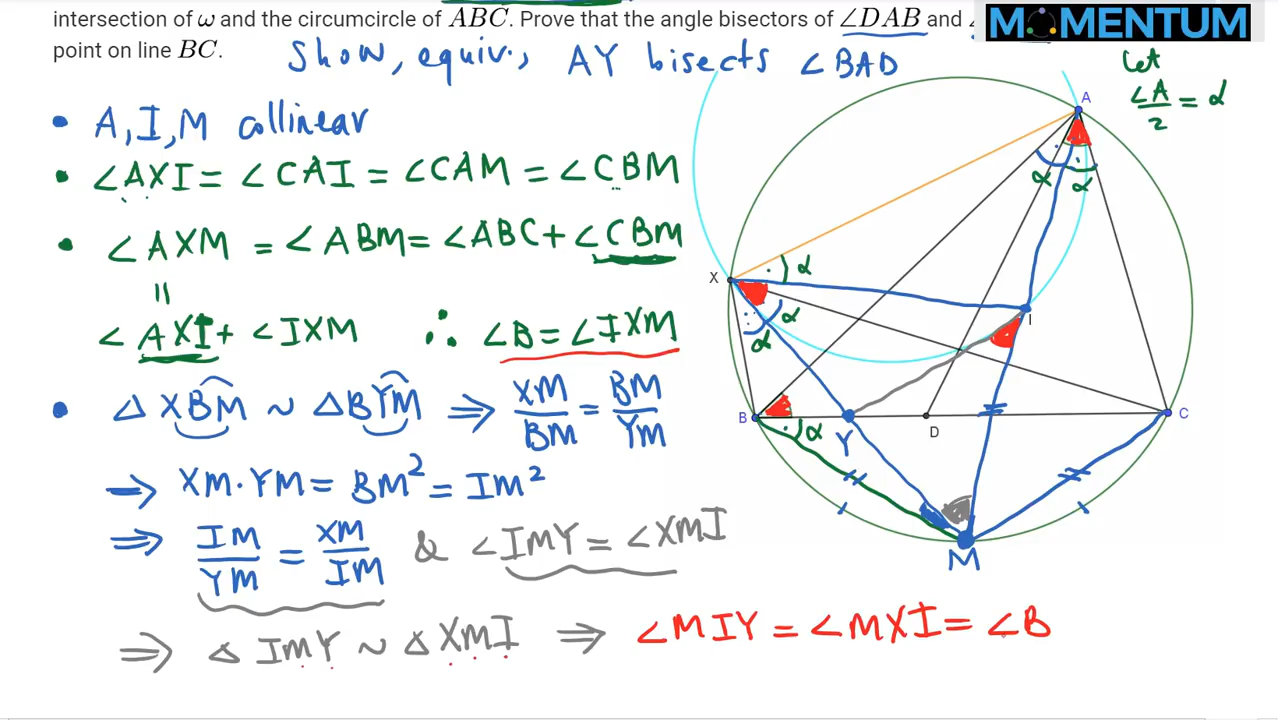 intersection of ω and the circumcircle of ABC. Prove that the angle bisectors of ∠DAB and
point on line BC.
MOMENTUM
Show, equiv., AY bisects ∠BAD
Let
∠A/2 = α
• A, I, M collinear
• ∠AXI = ∠CAI = ∠CAM = ∠CBM
• ∠AXM = ∠ABM = ∠ABC + ∠CBM
=
∠AXI + ∠IXM ∴ ∠B = ∠IXM
• △XBM ~ △BYM ⇒ XM/BM = BM/YM
⇒ XM·YM = BM² = IM²
⇒ IM/YM = XM/IM & ∠IMY = ∠XMI
⇒ △IMY ~ △XMI ⇒ ∠MIY = ∠MXI = ∠B
A
α α
X
α
α
α
I
B
α
Y
D
C
M